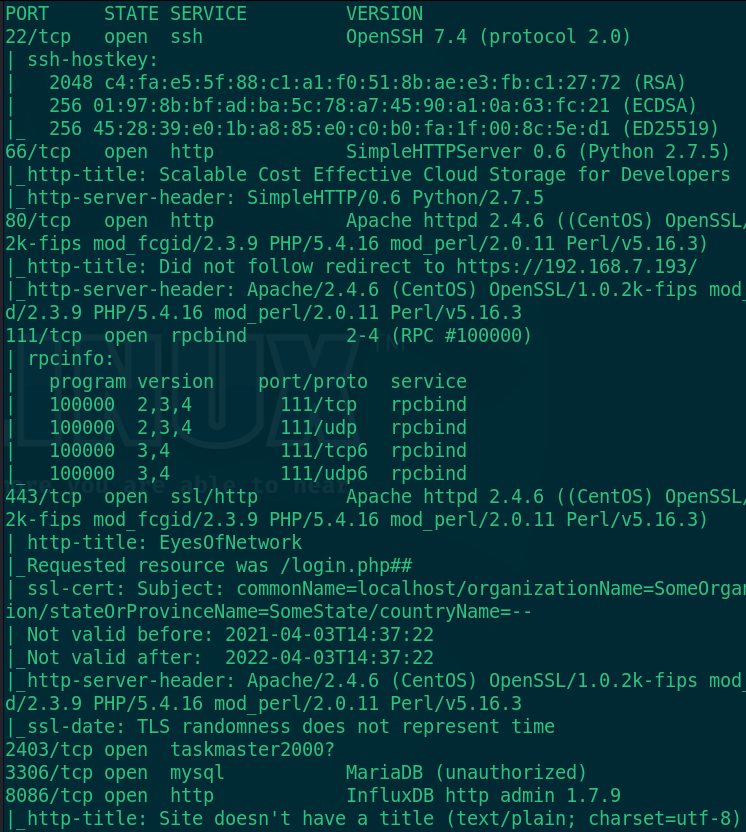 PORT     STATE SERVICE         VERSION
22/tcp   open  ssh             OpenSSH 7.4 (protocol 2.0)
| ssh-hostkey:
|   2048 c4:fa:e5:5f:88:c1:a1:f0:51:8b:ae:e3:fb:c1:27:72 (RSA)
|   256 01:97:8b:bf:ad:ba:5c:78:a7:45:90:a1:0a:63:fc:21 (ECDSA)
|_  256 45:28:39:e0:1b:a8:85:e0:c0:b0:fa:1f:00:8c:5e:d1 (ED25519)
66/tcp   open  http            SimpleHTTPServer 0.6 (Python 2.7.5)
|_http-title: Scalable Cost Effective Cloud Storage for Developers
|_http-server-header: SimpleHTTP/0.6 Python/2.7.5
80/tcp   open  http            Apache httpd 2.4.6 ((CentOS) OpenSSL/
2k-fips mod_fcgid/2.3.9 PHP/5.4.16 mod_perl/2.0.11 Perl/v5.16.3)
|_http-title: Did not follow redirect to https://192.168.7.193/
|_http-server-header: Apache/2.4.6 (CentOS) OpenSSL/1.0.2k-fips mod_
d/2.3.9 PHP/5.4.16 mod_perl/2.0.11 Perl/v5.16.3
111/tcp  open  rpcbind         2-4 (RPC #100000)
| rpcinfo:
|   program version    port/proto  service
|   100000  2,3,4        111/tcp   rpcbind
|   100000  2,3,4        111/udp   rpcbind
|   100000  3,4          111/tcp6  rpcbind
|_  100000  3,4          111/udp6  rpcbind
443/tcp  open  ssl/http        Apache httpd 2.4.6 ((CentOS) OpenSSL/
2k-fips mod_fcgid/2.3.9 PHP/5.4.16 mod_perl/2.0.11 Perl/v5.16.3)
| http-title: EyesOfNetwork
|_Requested resource was /login.php##
| ssl-cert: Subject: commonName=localhost/organizationName=SomeOrgan
ion/stateOrProvinceName=SomeState/countryName=--
| Not valid before: 2021-04-03T14:37:22
|_Not valid after:  2022-04-03T14:37:22
|_http-server-header: Apache/2.4.6 (CentOS) OpenSSL/1.0.2k-fips mod_
d/2.3.9 PHP/5.4.16 mod_perl/2.0.11 Perl/v5.16.3
|_ssl-date: TLS randomness does not represent time
2403/tcp open  taskmaster2000?
3306/tcp open  mysql           MariaDB (unauthorized)
8086/tcp open  http            InfluxDB http admin 1.7.9
|_http-title: Site doesn't have a title (text/plain; charset=utf-8)